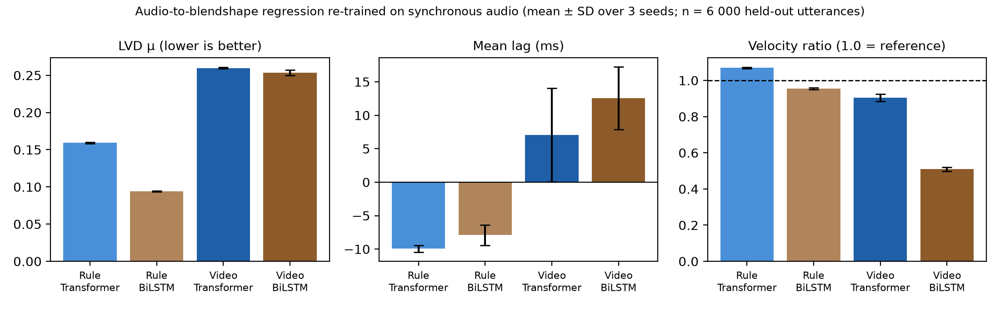 Audio-to-blendshape regression re-trained on synchronous audio (mean ± SD over 3 seeds; n = 6 000 held-out utterances)
LVD μ (lower is better)
0.25
0.20
0.15
0.10
0.05
0.00
Rule
Transformer
Rule
BiLSTM
Video
Transformer
Video
BiLSTM
Mean lag (ms)
15
10
5
0
−5
−10
Rule
Transformer
Rule
BiLSTM
Video
Transformer
Video
BiLSTM
Velocity ratio (1.0 = reference)
1.0
0.8
0.6
0.4
0.2
0.0
Rule
Transformer
Rule
BiLSTM
Video
Transformer
Video
BiLSTM